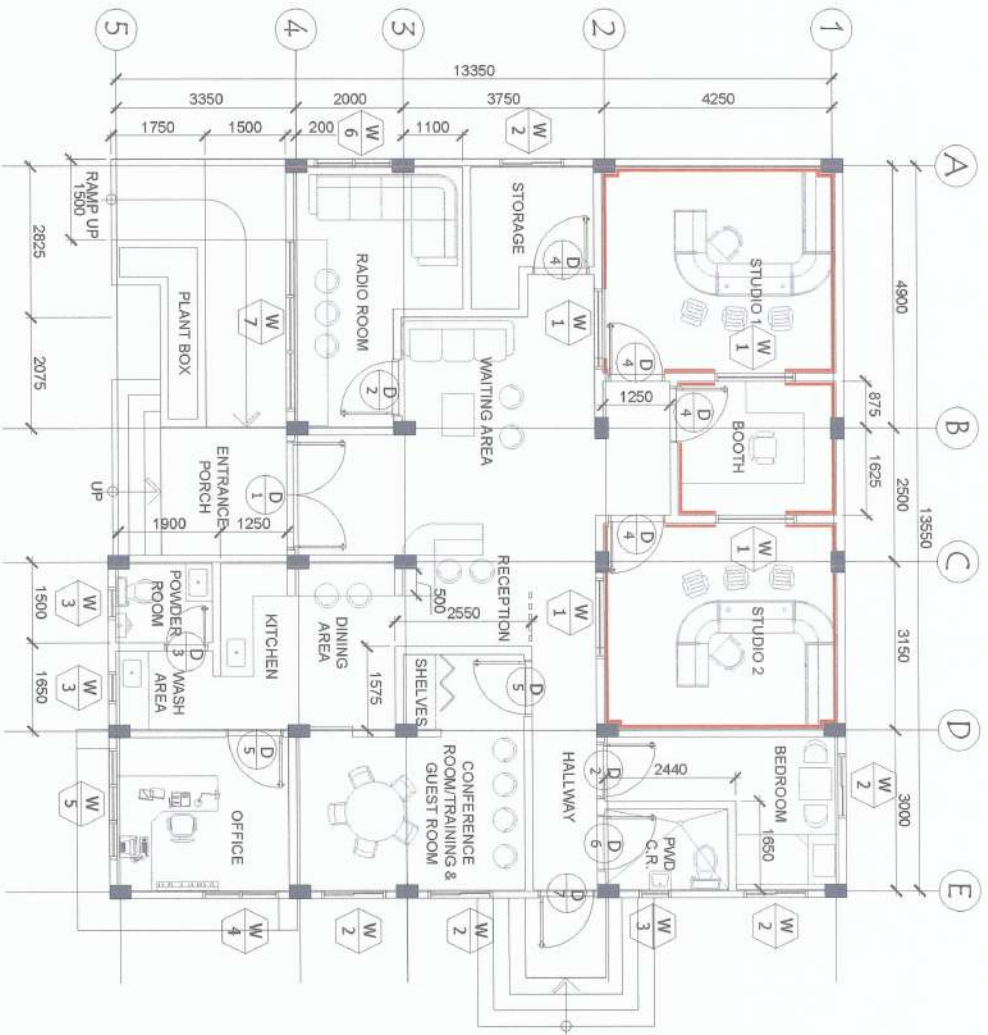 5
4
3
2
1
13350
3350
2000
3750
4250
1750
1500
200
1100
W
6
W
2
A
B
C
D
E
RAMP UP
1500
2825
2075
4900
875
1625
2500
13550
3150
3000
STORAGE
D
4
STUDIO 1
W
1
RADIO ROOM
W
7
W
1
PLANT BOX
D
2
D
4
WAITING AREA
1250
D
4
BOOTH
UP
ENTRANCE
PORCH
D
1
1900
1250
D
4
W
1
1500
W
3
POWDER
ROOM
D
3
KITCHEN
DINING
AREA
500
2550
RECEPTION
W
1
STUDIO 2
1650
W
3
WASH
AREA
1575
SHELVES
D
5
D
5
OFFICE
W
5
CONFERENCE
ROOM/TRAINING &
GUEST ROOM
HALLWAY
D
2
2440
BEDROOM
W
2
1650
D
6
PWD
C.R.
D
7
W
4
W
2
W
2
W
3
W
2